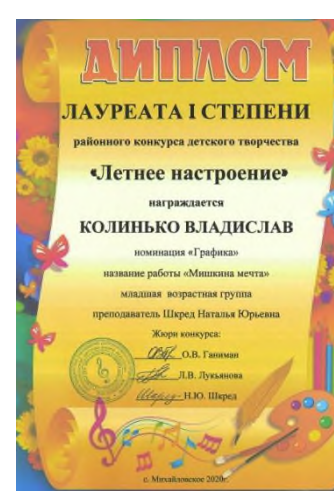 ДИПЛОМ
ЛАУРЕАТА I СТЕПЕНИ
районного конкурса детского творчества
«Летнее настроение»
награждается
КОЛИНЬКО ВЛАДИСЛАВ
номинация «Графика»
название работы «Мишкина мечта»
младшая возрастная группа
преподаватель Шкред Наталья Юрьевна
Жюри конкурса:
О.В. Ганиман
Л.В. Лукьянова
Н.Ю. Шкред
с. Михайловское 2020г.